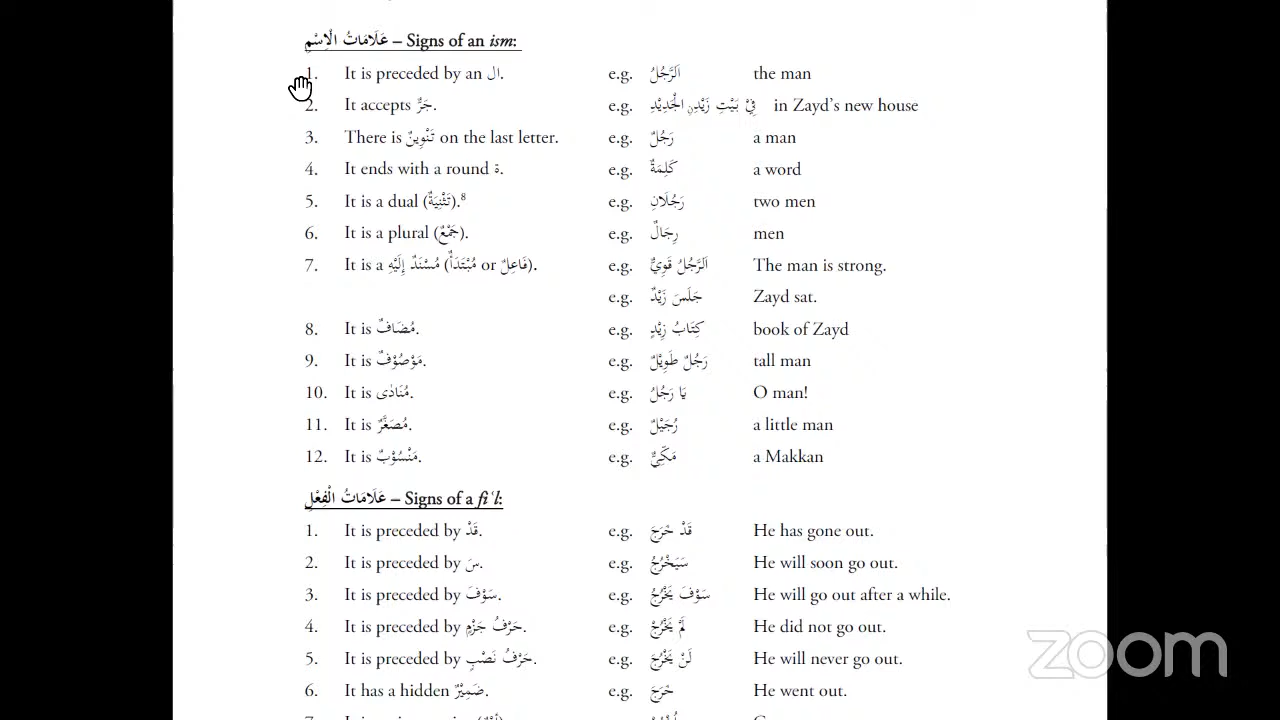 عَلَامَاتُ الْاِسْمِ – Signs of an ism:
1. It is preceded by an ال. e.g. اَلرَّجُلُ the man
2. It accepts جَرٌّ. e.g. فِيْ بَيْتِ زَيْدِنِ الْجَدِيْدِ in Zayd's new house
3. There is تَنْوِيْنٌ on the last letter. e.g. رَجُلٌ a man
4. It ends with a round ة. e.g. كَلِمَةٌ a word
5. It is a dual (تَثْنِيَةٌ).⁸ e.g. رَجُلَانِ two men
6. It is a plural (جَمْعٌ). e.g. رِجَالٌ men
7. It is a مُسْنَدٌ إِلَيْهِ (مُبْتَدَأٌ or فَاعِلٌ). e.g. اَلرَّجُلُ قَوِيٌّ The man is strong.
e.g. جَلَسَ زَيْدٌ Zayd sat.
8. It is مُضَافٌ. e.g. كِتَابُ زَيْدٍ book of Zayd
9. It is مَوْصُوْفٌ. e.g. رَجُلٌ طَوِيْلٌ tall man
10. It is مُنَادٰى. e.g. يَا رَجُلُ O man!
11. It is مُصَغَّرٌ. e.g. رُجَيْلٌ a little man
12. It is مَنْسُوْبٌ. e.g. مَكِّيٌّ a Makkan
عَلَامَاتُ الْفِعْلِ – Signs of a fi‘l:
1. It is preceded by قَدْ. e.g. قَدْ خَرَجَ He has gone out.
2. It is preceded by سَ. e.g. سَيَخْرُجُ He will soon go out.
3. It is preceded by سَوْفَ. e.g. سَوْفَ يَخْرُجُ He will go out after a while.
4. It is preceded by حَرْفُ جَزْمٍ. e.g. لَمْ يَخْرُجْ He did not go out.
5. It is preceded by حَرْفُ نَصْبٍ. e.g. لَنْ يَخْرُجَ He will never go out.
6. It has a hidden ضَمِيْرٌ. e.g. خَرَجَ He went out.
zoom